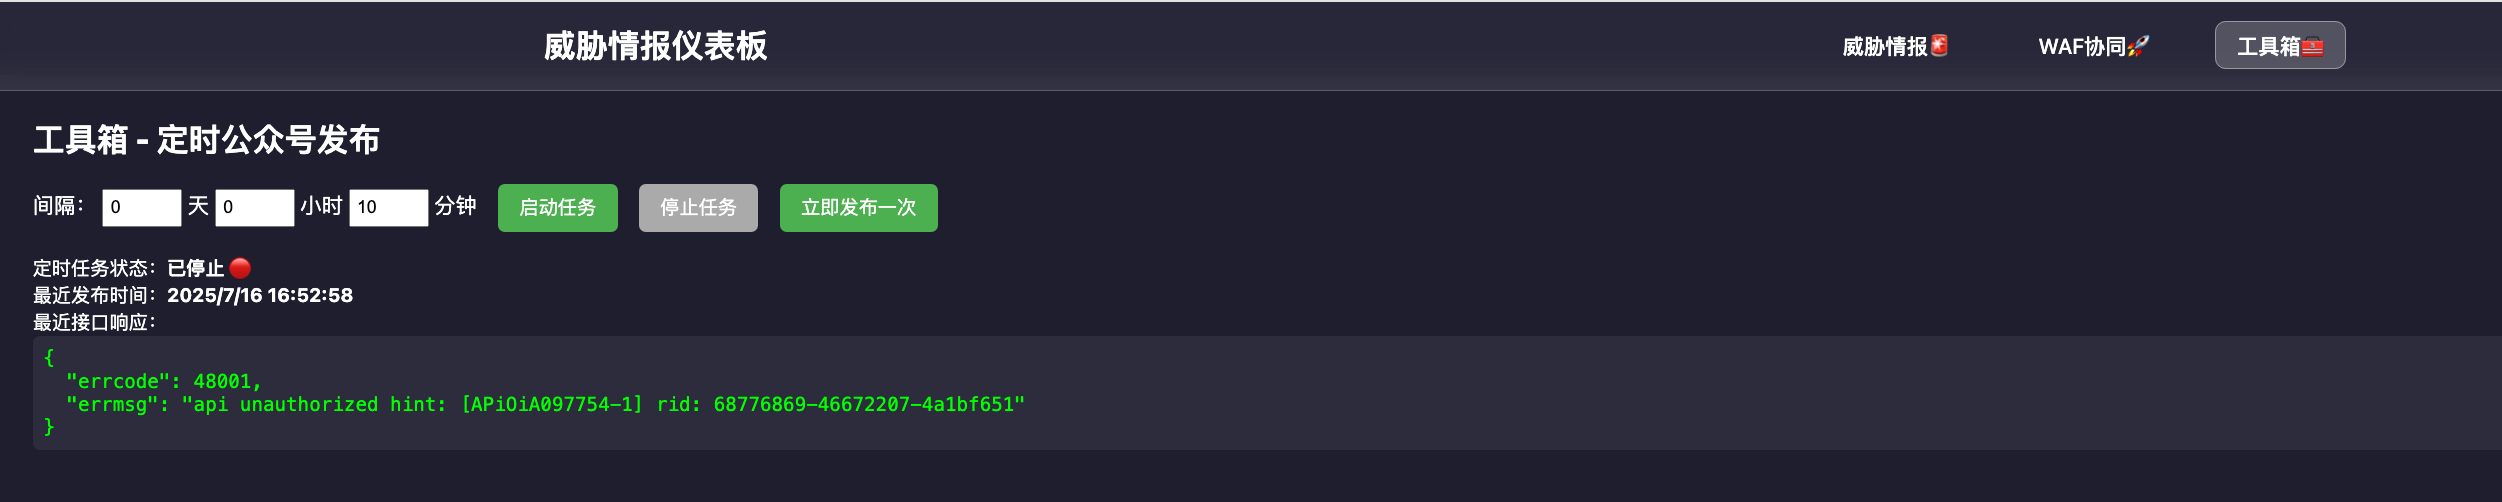 威胁情报仪表板
威胁情报🚨 WAF协同🚀 工具箱🧰
工具箱 - 定时公众号发布
间隔： 0 天 0 小时 10 分钟 启动任务 停止任务 立即发布一次
定时任务状态：已停止 🔴
最近发布时间：2025/7/16 16:52:58
最近接口响应：
{
"errcode": 48001,
"errmsg": "api unauthorized hint: [APiOiA097754-1] rid: 68776869-46672207-4a1bf651"
}